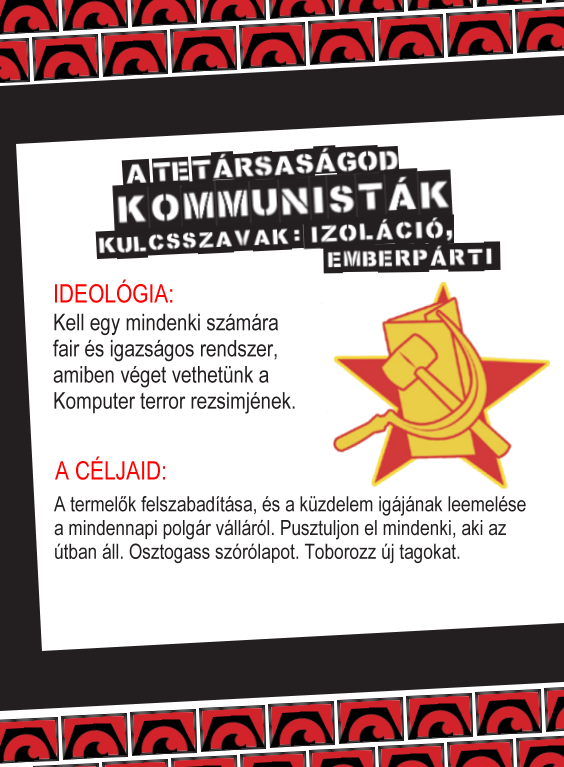 A TE TÁRSASÁGOD
KOMMUNISTÁK
KULCSSZAVAK: IZOLÁCIÓ,
EMBERPÁRTI
IDEOLÓGIA:
Kell egy mindenki számára
fair és igazságos rendszer,
amiben véget vethetünk a
Komputer terror rezsimjének.
A CÉLJAID:
A termelők felszabadítása, és a küzdelem igájának leemelése
a mindennapi polgár válláról. Pusztuljon el mindenki, aki az
útban áll. Osztogass szórólapot. Toborozz új tagokat.